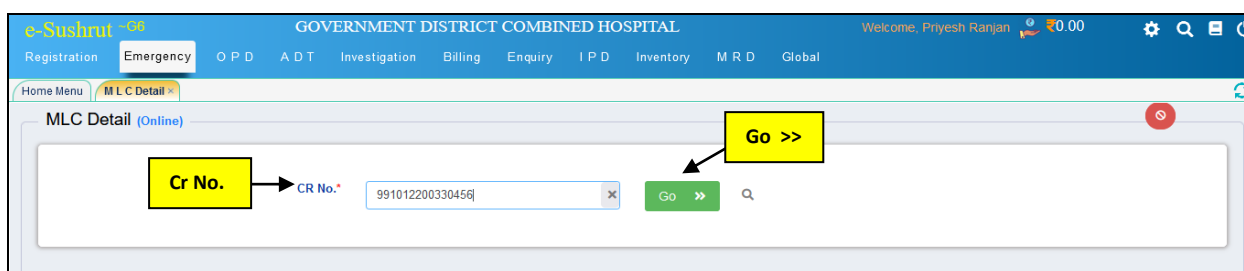 e-Sushrut ~G6 GOVERNMENT DISTRICT COMBINED HOSPITAL Welcome, Priyesh Ranjan ₹0.00
Registration Emergency O P D A D T Investigation Billing Enquiry I P D Inventory M R D Global
Home Menu M L C Detail ×
MLC Detail (Online)
Go >>
Cr No.
CR No.* 991012200330456 × Go »